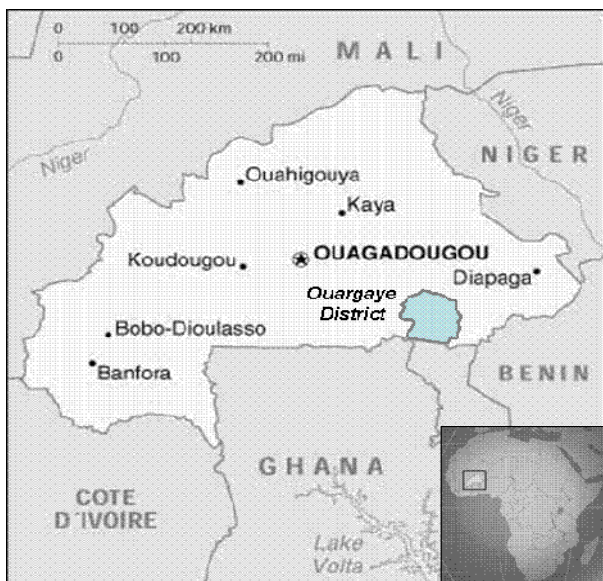 0 100 200 km
0 100 200 mi
MALI
Niger
Niger
NIGER
Ouahigouya
Kaya
OUAGADOUGOU
Koudougou
Diapaga
Ouargaye
District
Bobo-Dioulasso
Banfora
BENIN
GHANA
COTE
D´IVOIRE
Lake
Volta